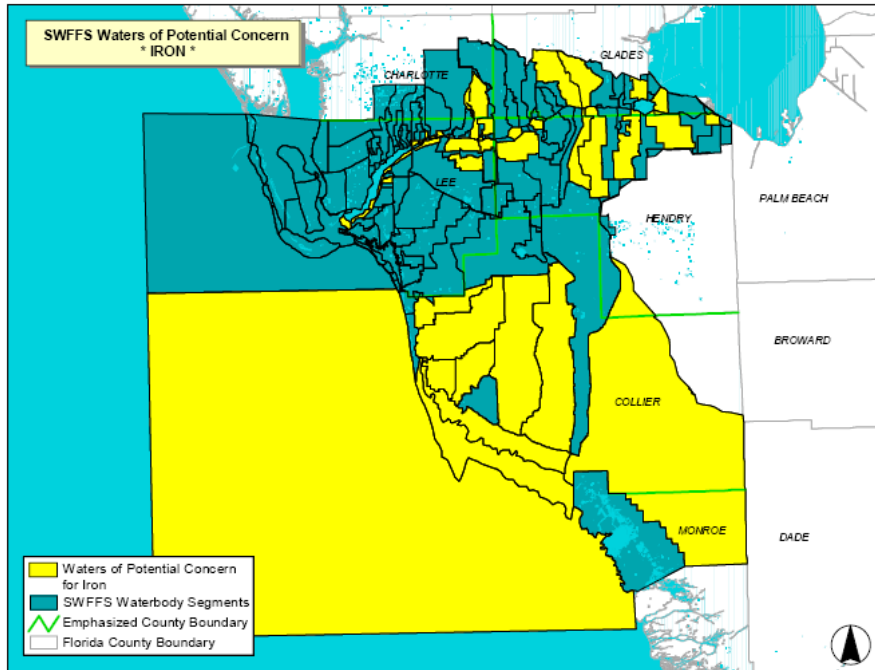 SWFFS Waters of Potential Concern
* IRON *
GLADES
CHARLOTTE
LEE
HENDRY
PALM BEACH
BROWARD
COLLIER
MONROE
DADE
Waters of Potential Concern
for Iron
SWFFS Waterbody Segments
Emphasized County Boundary
Florida County Boundary